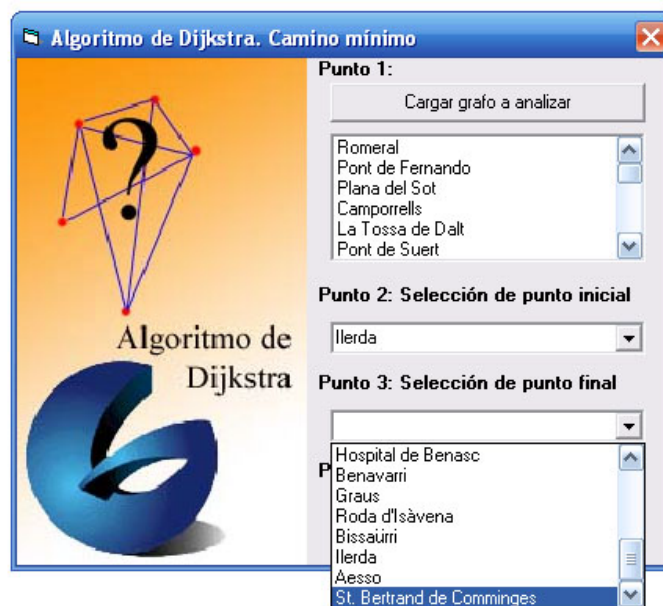 Algoritmo de Dijkstra. Camino mínimo
?
Algoritmo de
Dijkstra
Punto 1:
Cargar grafo a analizar
Romeral
Pont de Fernando
Plana del Sot
Camporrells
La Tossa de Dalt
Pont de Suert
Punto 2: Selección de punto inicial
Ilerda
Punto 3: Selección de punto final
P
Hospital de Benasc
Benavarri
Graus
Roda d'Isàvena
Bissaürri
Ilerda
Aesso
St. Bertrand de Comminges